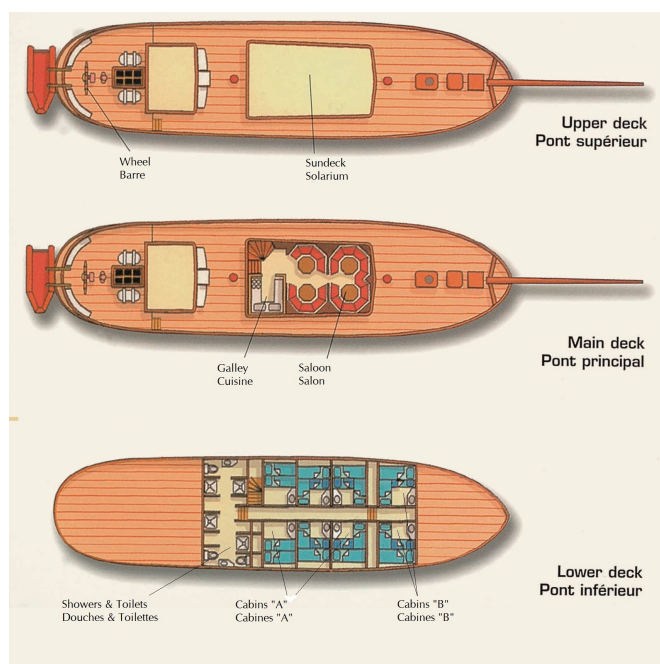 Upper deck
Pont supérieur
Wheel
Barre
Sundeck
Solarium
Main deck
Pont principal
Galley
Cuisine
Saloon
Salon
Lower deck
Pont inférieur
Showers & Toilets
Douches & Toilettes
Cabins "A"
Cabines "A"
Cabins "B"
Cabines "B"